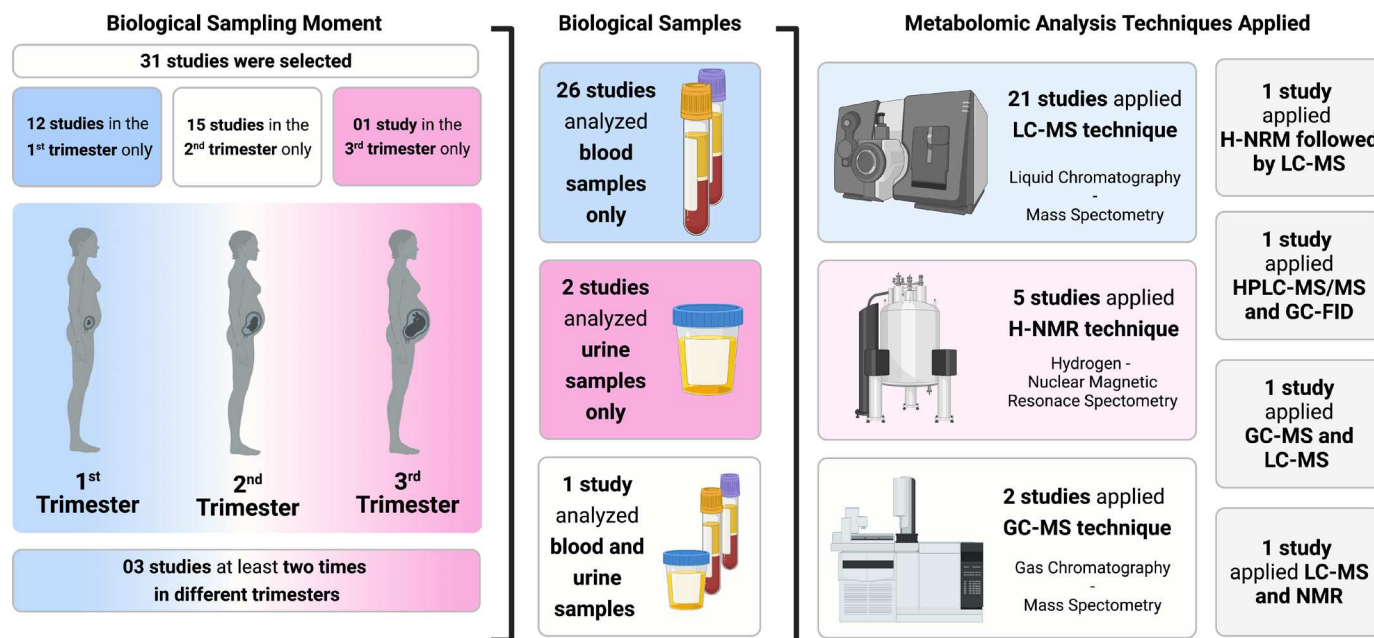 Biological Sampling Moment
31 studies were selected
12 studies in the
1st trimester only
15 studies in the
2nd trimester only
01 study in the
3rd trimester only
1st
Trimester
2nd
Trimester
3rd
Trimester
03 studies at least two times
in different trimesters
Biological Samples
26 studies
analyzed
blood
samples
only
2 studies
analyzed
urine
samples
only
1 study
analyzed
blood and
urine
samples
Metabolomic Analysis Techniques Applied
21 studies applied
LC-MS technique
Liquid Chromatography
-
Mass Spectometry
5 studies applied
H-NMR technique
Hydrogen -
Nuclear Magnetic
Resonace Spectometry
2 studies applied
GC-MS technique
Gas Chromatography
-
Mass Spectometry
1 study
applied
H-NRM followed
by LC-MS
1 study
applied
HPLC-MS/MS
and GC-FID
1 study
applied
GC-MS and
LC-MS
1 study
applied LC-MS
and NMR